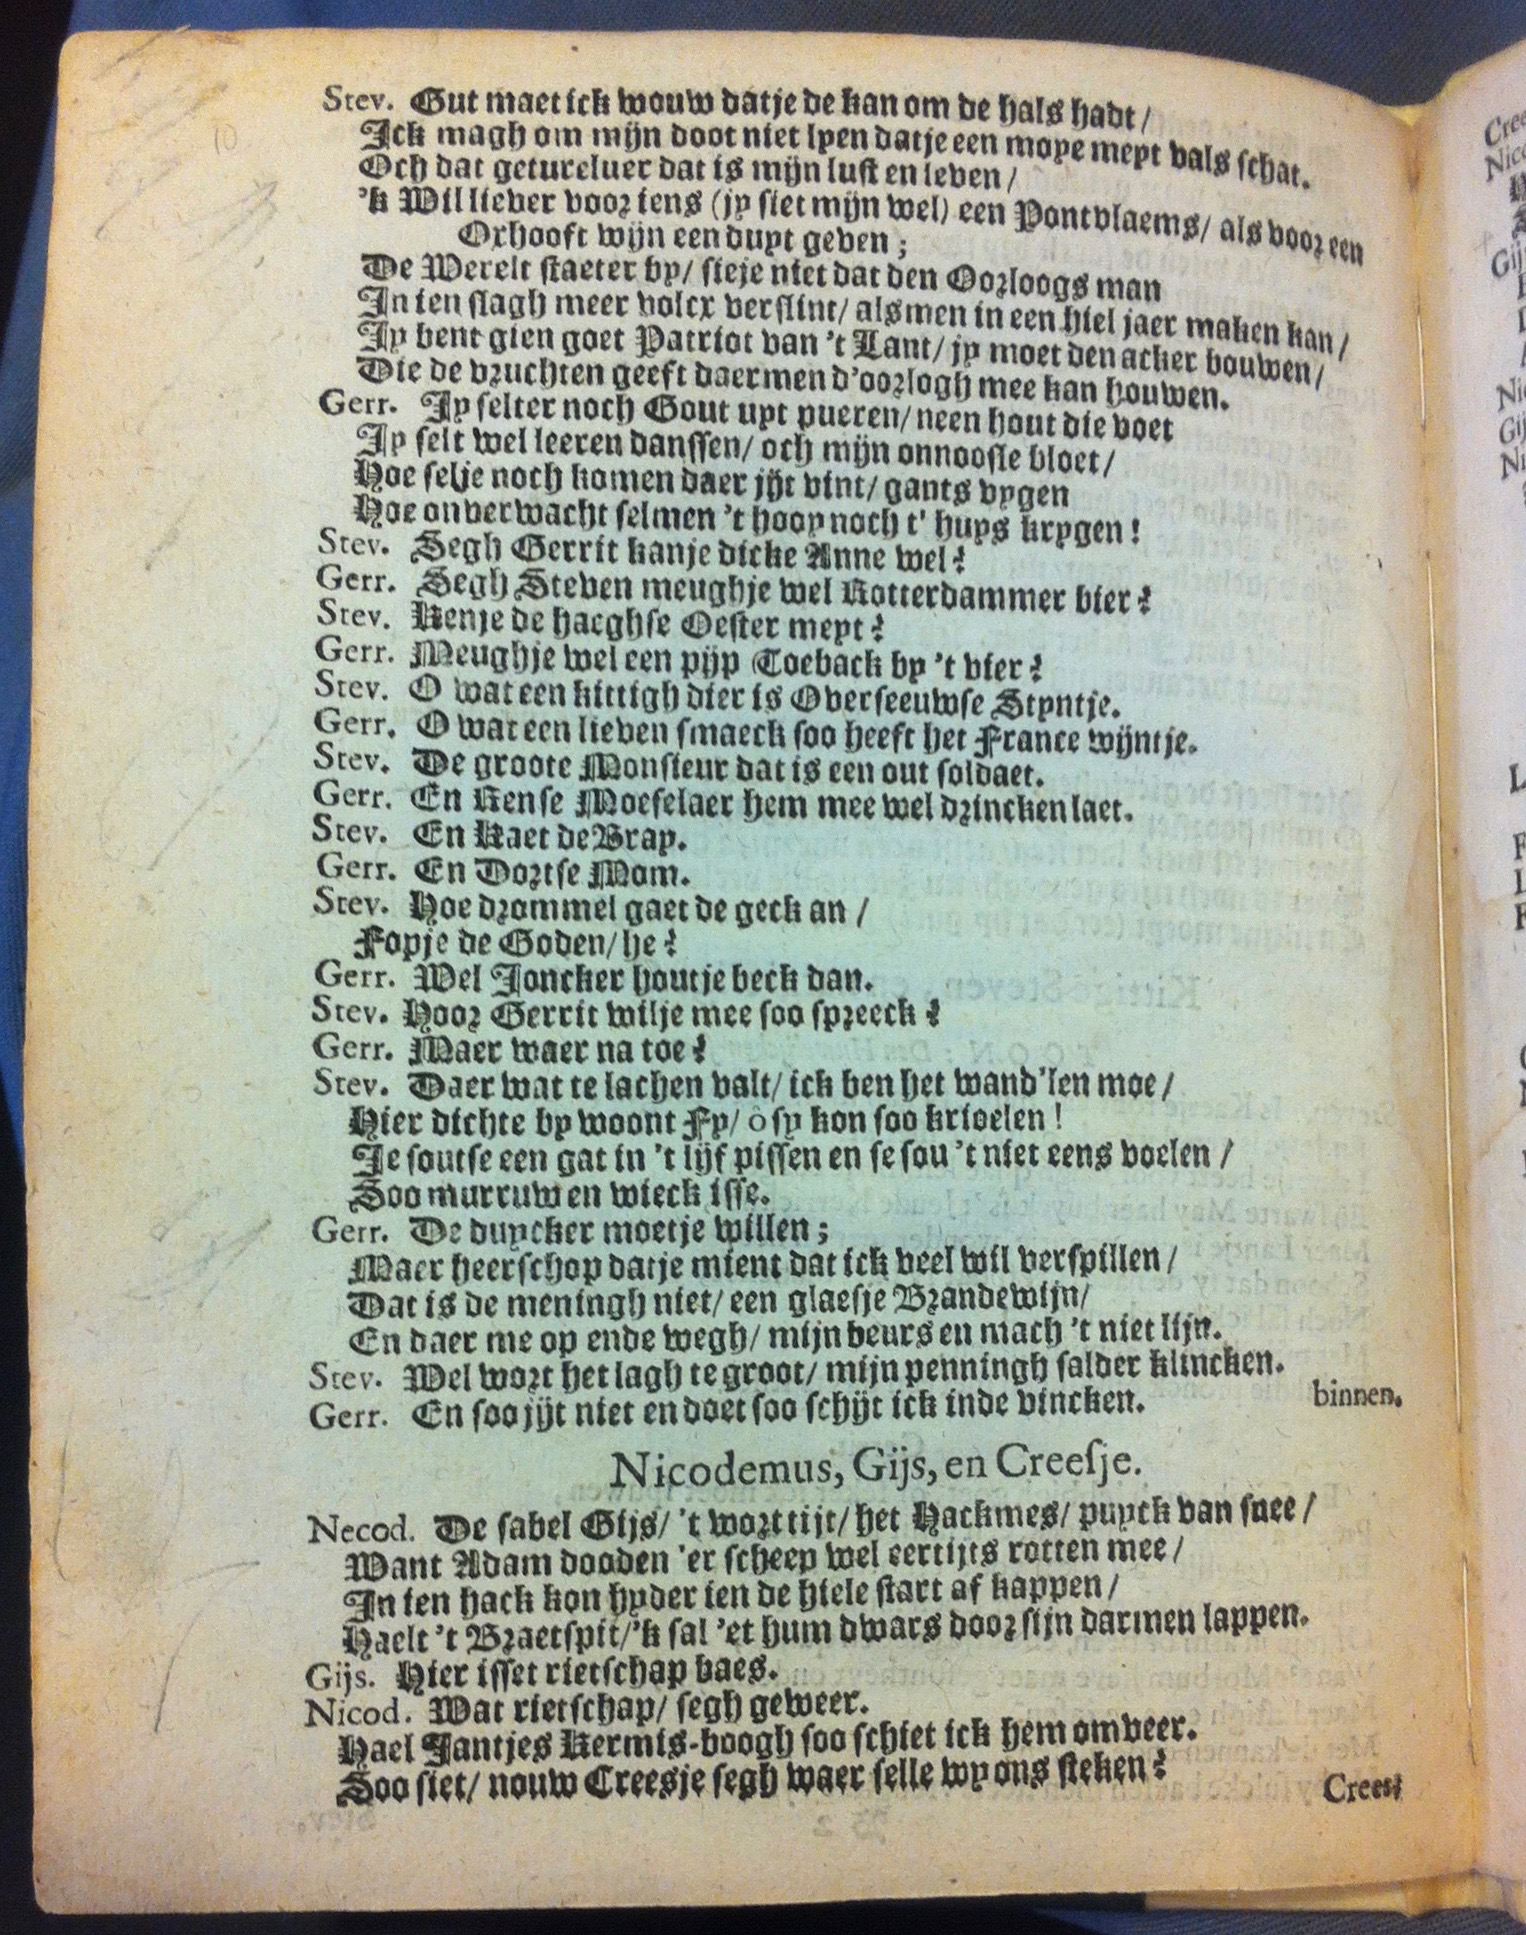 Stev. Gut maet ick wouw datje de kan om de hals hadt /
Ick magh om mijn doot niet lyen datje een moye meyt vals schat.
Och dat getureluer dat is mijn lust en leven /
'k Wil liever voor iens (jy siet mijn wel) een Pontvlaems / als voor een
Oxhooft wijn een duyt geven ;
De Werelt staeter by / sieje niet dat den Oorloogs man
In ien slagh meer volcx verslint / als men in een hiel jaer maken kan /
Jy bent gien goet Patriot van 't Lant / jy moet den acker bouwen /
Die de vruchten geeft daermen d'oorlogh mee kan houwen.
Gerr. Jy selter noch Gout uyt pueren / neen hout die voet
Jy selt wel leeren danssen / och mijn onnoosle bloet /
Hoe selje noch komen daer jyt vint / gants vygen
Hoe onverwacht selmen 't hoop noch t' huys krygen !
Stev. Segh Gerrit kanje dicke Anne wel ?
Gerr. Segh Steven meughje wel Rotterdammer bier ?
Stev. Kenje de haeghse Oester meyt ?
Gerr. Meughje wel een pijp Toeback by 't vier ?
Stev. O wat een kittigh dier is Overseeuwse Styntje.
Gerr. O wat een lieven smaeck soo heeft het France wijntje.
Stev. De groote Monsieur dat is een out soldaet.
Gerr. En Rense Moeselaer hem mee wel drincken laet.
Stev. En Kaet de Bray.
Gerr. En Dortse Mom.
Stev. Hoe drommel gaet de geck an /
Fopje de Goden / he ?
Gerr. Wel Joncker houtje beck dan.
Stev. Hoor Gerrit wilje mee soo spreeck ?
Gerr. Maer waer na toe ?
Stev. Daer wat te lachen valt / ick ben het wand'len moe /
Hier dichte by woont Fy / ô sy kon soo krioelen !
Je soutse een gat in 't lijf pissen en se sou 't niet eens voelen /
Soo murruw en wieck isse.
Gerr. De duycker moetje willen ;
Maer heerschop datje mient dat ick veel wil verspillen /
Dat is de meningh niet / een glaesje Brandewijn /
En daer me op ende wegh / mijn beurs en mach 't niet lijn.
Stev. Wel wort het lagh te groot / mijn penningh salder klincken.
Gerr. En soo jijt niet en doet soo schijt ick inde vincken. binnen.
Nicodemus, Gijs, en Creesje.
Necod. De sabel Gijs / 't wort tijt / het Hackmes / puyck van snee /
Want Adam dooden 'er scheep wel eertijts rotten mee /
In ien hack kon hyder ien de hiele start af kappen /
Haelt 't Braetspit / 'k sal 'et hum dwars door sijn darmen lappen.
Gijs. Hier isset rietschap baes.
Nicod. Wat rietschap / segh geweer.
Hael Jantjes Kermis-boogh soo schiet ick hem omveer.
Soo siet / nouw Creesje segh waer selle wy ons steken ?
Crees.